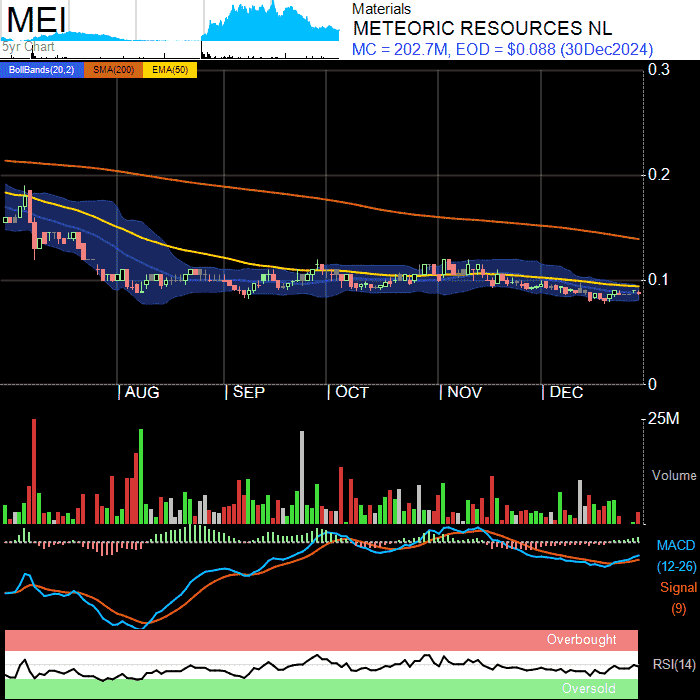 MEI
5yr Chart
Materials
METEORIC RESOURCES NL
MC = 202.7M, EOD = $0.088 (30Dec2024)
BollBands(20,2) SMA(200) EMA(50)
0.3
0.2
0.1
0
AUG SEP OCT NOV DEC
25M
Volume
MACD
(12-26)
Signal
(9)
Overbought
RSI(14)
Oversold